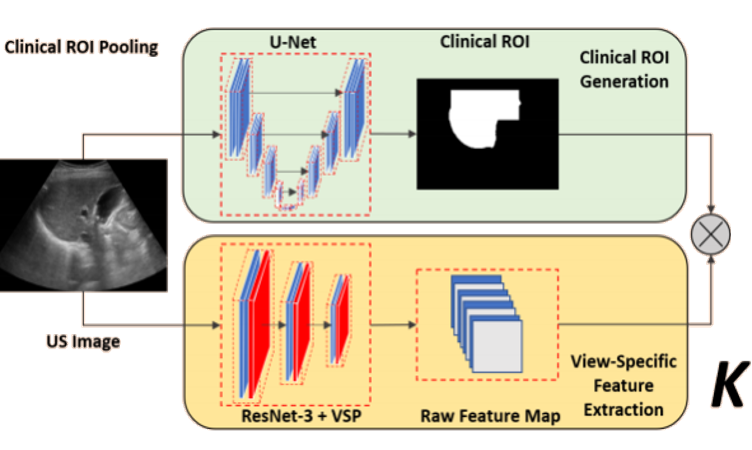 Clinical ROI Pooling
U-Net
Clinical ROI
Clinical ROI
Generation
US Image
ResNet-3 + VSP
Raw Feature Map
View-Specific
Feature
Extraction
K